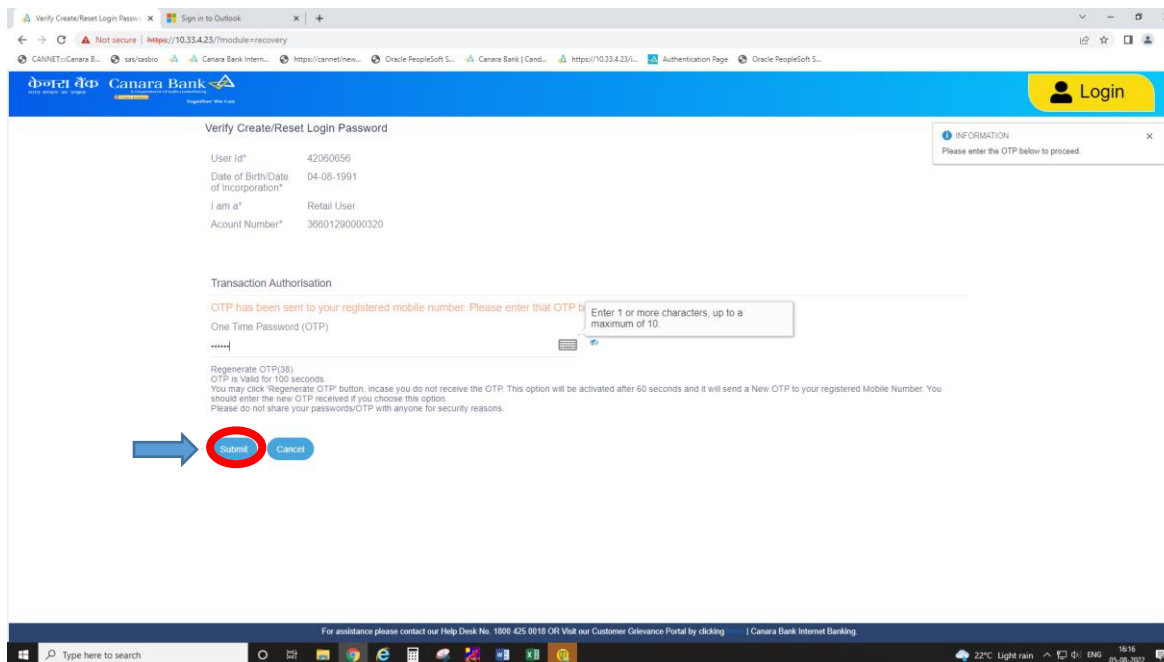 Verify Create/Reset Login Passw
Sign in to Outlook
Not secure | https://10.33.4.23/?module=recovery
CANNET:::Canara B...
sas/sasbio
Canara Bank Intern...
https://cannet/new...
Oracle PeopleSoft S...
Canara Bank | Cand...
https://10.33.4.23/i...
Authentication Page
Oracle PeopleSoft S...
केनरा बैंक Canara Bank
Together We Can
Login
Verify Create/Reset Login Password
INFORMATION
Please enter the OTP below to proceed.
User Id* 42060656
Date of Birth/Date of Incorporation* 04-08-1991
I am a* Retail User
Acount Number* 36601290000320
Transaction Authorisation
OTP has been sent to your registered mobile number. Please enter that OTP b
Enter 1 or more characters, up to a
maximum of 10.
One Time Password (OTP)
••••••
Regenerate OTP(38)
OTP is Valid for 100 seconds.
You may click 'Regenerate OTP' button, incase you do not receive the OTP. This option will be activated after 60 seconds and it will send a New OTP to your registered Mobile Number. You
should enter the new OTP received if you choose this option.
Please do not share your passwords/OTP with anyone for security reasons.
Submit Cancel
For assistance please contact our Help Desk No. 1800 425 0018 OR Visit our Customer Grievance Portal by clicking | Canara Bank Internet Banking.
Type here to search
22°C Light rain ENG 16:16
05-08-2022